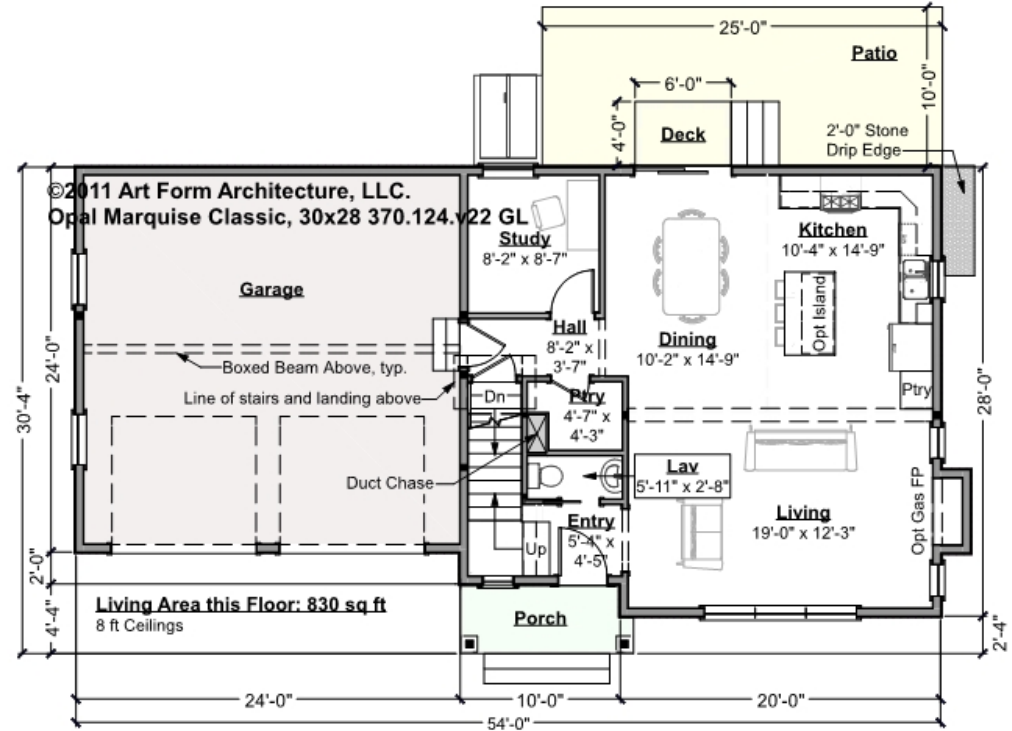 25'-0"
Patio
6'-0"
10'-0"
4'-0"
Deck
2'-0" Stone
Drip Edge
©2011 Art Form Architecture, LLC.
Opal Marquise Classic, 30x28 370.124.v22 GL
Study
8'-2" x 8'-7"
Kitchen
10'-4" x 14'-9"
Garage
Opt Island
Hall
8'-2" x
3'-7"
Dining
10'-2" x 14'-9"
24'-0"
30'-4"
28'-0"
Boxed Beam Above, typ.
Line of stairs and landing above
Dn
Ptry
4'-7" x
4'-3"
Ptry
Duct Chase
Lav
5'-11" x 2'-8"
Living
19'-0" x 12'-3"
Opt Gas FP
Entry
5'-4" x
4'-5"
Up
2'-0"
Living Area this Floor: 830 sq ft
8 ft Ceilings
4'-4"
Porch
2'-4"
24'-0"
10'-0"
20'-0"
54'-0"